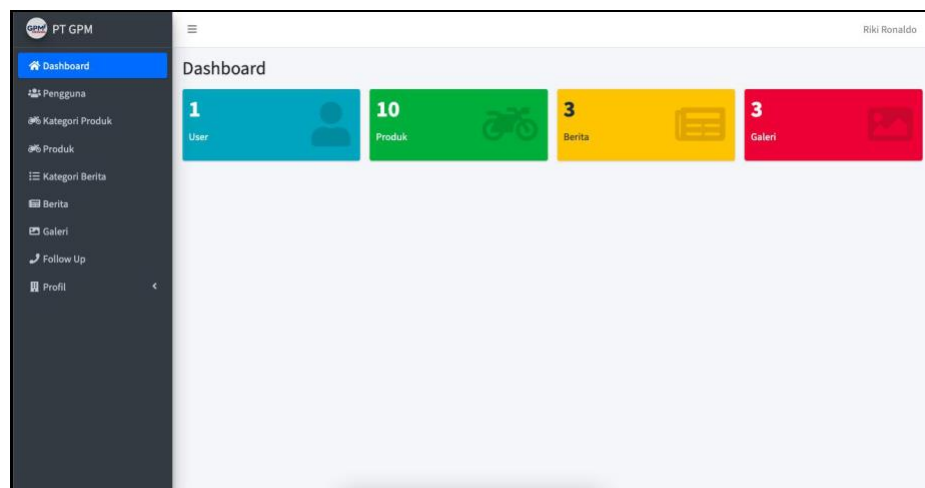 GPM PT GPM
Riki Ronaldo
Dashboard
Pengguna
Kategori Produk
Produk
Kategori Berita
Berita
Galeri
Follow Up
Profil
Dashboard
1
User
10
Produk
3
Berita
3
Galeri